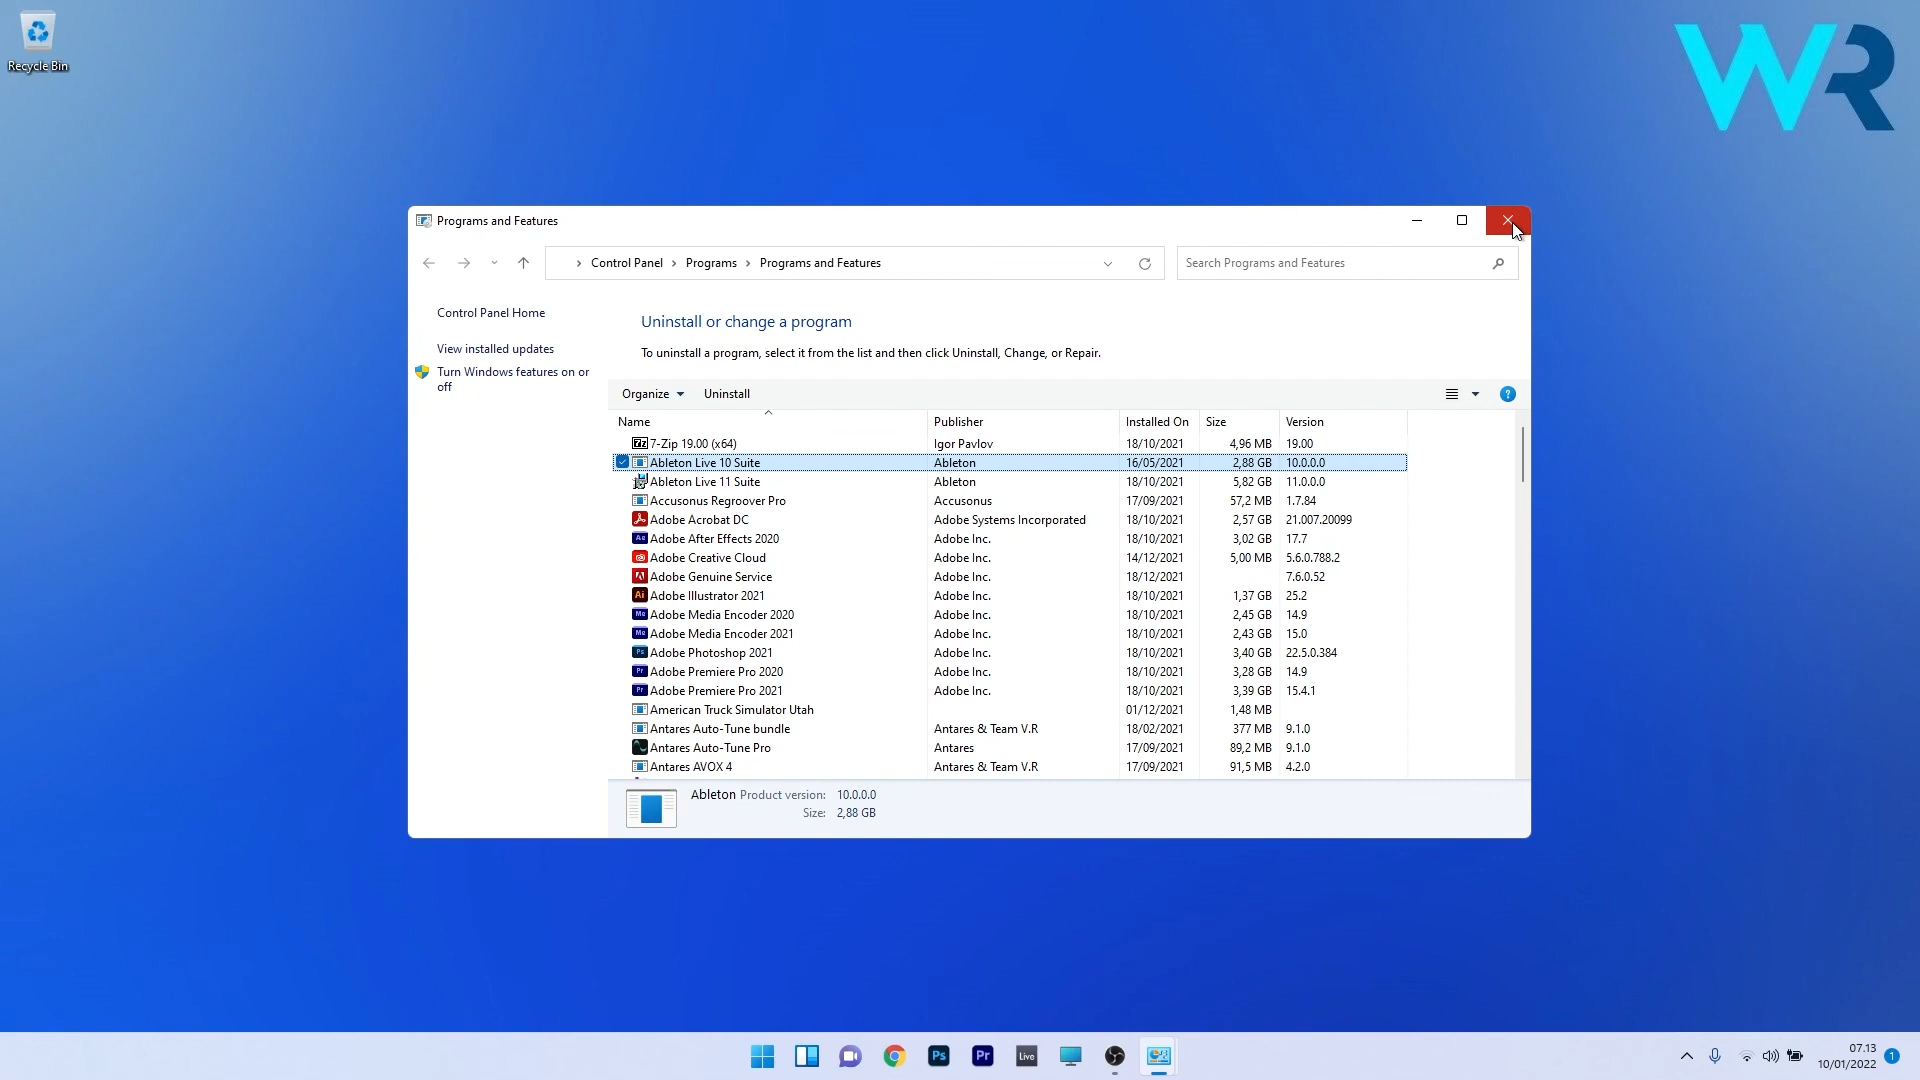 Recycle Bin
WR
Programs and Features
Control Panel > Programs > Programs and Features
Search Programs and Features
Control Panel Home
View installed updates
Turn Windows features on or
off
Uninstall or change a program
To uninstall a program, select it from the list and then click Uninstall, Change, or Repair.
Organize Uninstall
?
Name Publisher Installed On Size Version
7-Zip 19.00 (x64) Igor Pavlov 18/10/2021 4,96 MB 19.00
Ableton Live 10 Suite Ableton 16/05/2021 2,88 GB 10.0.0.0
Ableton Live 11 Suite Ableton 18/10/2021 5,82 GB 11.0.0.0
Accusonus Regroover Pro Accusonus 17/09/2021 57,2 MB 1.7.84
Adobe Acrobat DC Adobe Systems Incorporated 18/10/2021 2,57 GB 21.007.20099
Ae Adobe After Effects 2020 Adobe Inc. 18/10/2021 3,02 GB 17.7
Adobe Creative Cloud Adobe Inc. 14/12/2021 5,00 MB 5.6.0.788.2
Adobe Genuine Service Adobe Inc. 18/12/2021 7.6.0.52
Ai Adobe Illustrator 2021 Adobe Inc. 18/10/2021 1,37 GB 25.2
Me Adobe Media Encoder 2020 Adobe Inc. 18/10/2021 2,45 GB 14.9
Me Adobe Media Encoder 2021 Adobe Inc. 18/10/2021 2,43 GB 15.0
Ps Adobe Photoshop 2021 Adobe Inc. 18/10/2021 3,40 GB 22.5.0.384
Pr Adobe Premiere Pro 2020 Adobe Inc. 18/10/2021 3,28 GB 14.9
Pr Adobe Premiere Pro 2021 Adobe Inc. 18/10/2021 3,39 GB 15.4.1
American Truck Simulator Utah 01/12/2021 1,48 MB
Antares Auto-Tune bundle Antares & Team V.R 18/02/2021 377 MB 9.1.0
Antares Auto-Tune Pro Antares 17/09/2021 89,2 MB 9.1.0
Antares AVOX 4 Antares & Team V.R 17/09/2021 91,5 MB 4.2.0
Ableton Product version: 10.0.0.0
Size: 2,88 GB
Ps Pr Live
07.13
10/01/2022
1